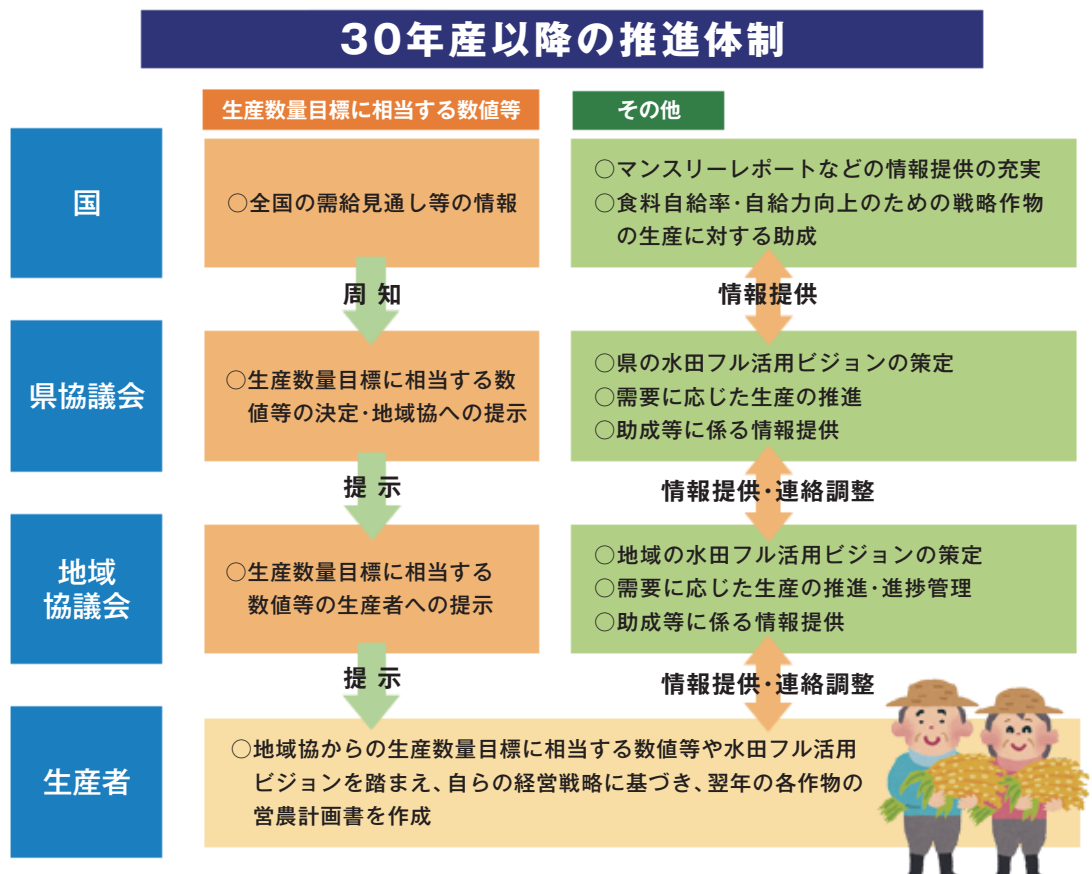 30年産以降の推進体制
生産数量目標に相当する数値等
その他
国
○全国の需給見通し等の情報
○マンスリーレポートなどの情報提供の充実
○食料自給率・自給力向上のための戦略作物
の生産に対する助成
周 知
情報提供
県協議会
○生産数量目標に相当する数
値等の決定・地域協への提示
○県の水田フル活用ビジョンの策定
○需要に応じた生産の推進
○助成等に係る情報提供
提 示
情報提供・連絡調整
地域
協議会
○生産数量目標に相当する
数値等の生産者への提示
○地域の水田フル活用ビジョンの策定
○需要に応じた生産の推進・進捗管理
○助成等に係る情報提供
提 示
情報提供・連絡調整
生産者
○地域協からの生産数量目標に相当する数値等や水田フル活用
ビジョンを踏まえ、自らの経営戦略に基づき、翌年の各作物の
営農計画書を作成